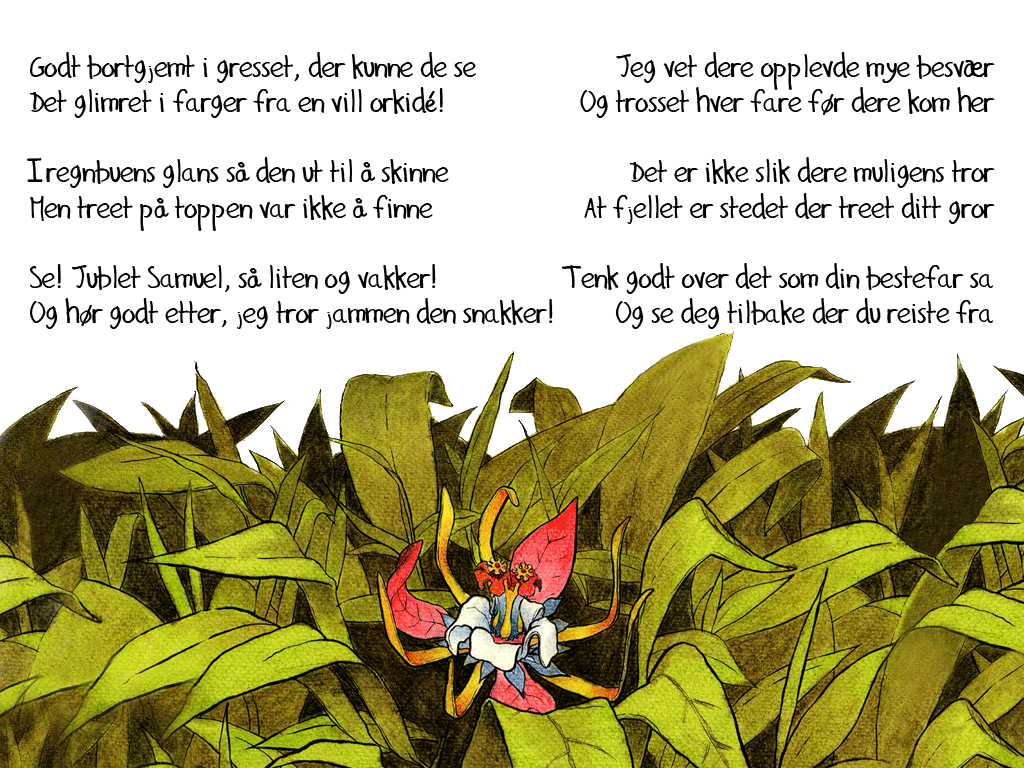 Godt bortgjemt i gresset, der kunne de se
Det glimret i farger fra en vill orkidé!
I regnbuens glans så den ut til å skinne
Men treet på toppen var ikke å finne
Se! Jublet Samuel, så liten og vakker!
Og hør godt etter, jeg tror jammen den snakker!
Jeg vet dere opplevde mye besvær
Og trosset hver fare før dere kom her
Det er ikke slik dere muligens tror
At fjellet er stedet der treet ditt gror
Tenk godt over det som din bestefar sa
Og se deg tilbake der du reiste fra